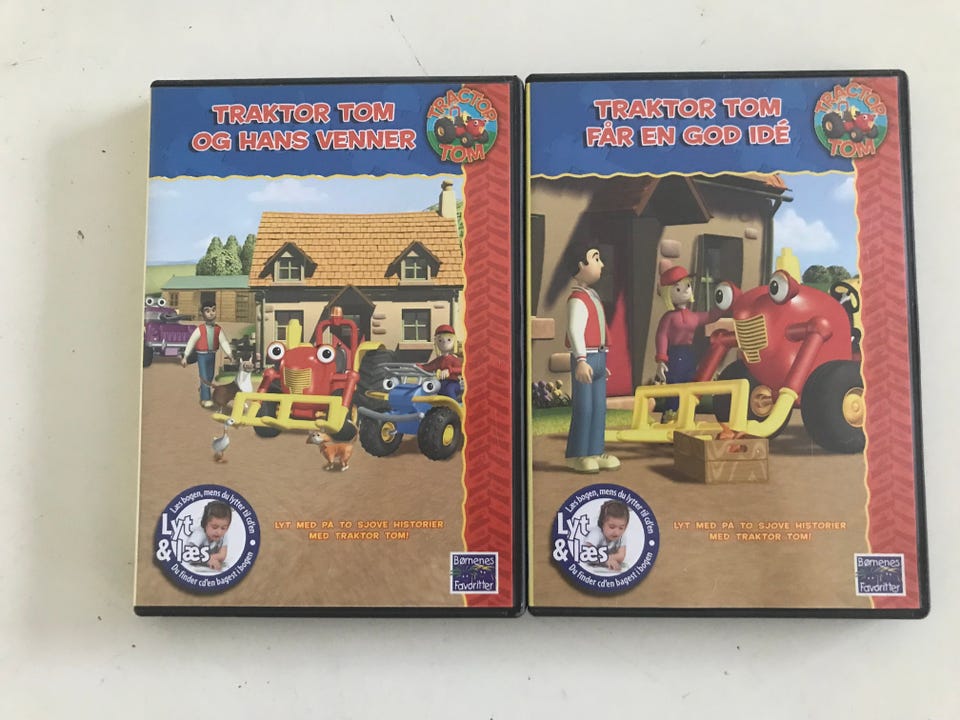 TRAKTOR TOM
OG HANS VENNER
TRACTOR
TOM
Læs bogen, mens du lytter til cd'en
Lyt
& læs
Du finder cd'en bagest i bogen
LYT MED PÅ TO SJOVE HISTORIER
MED TRAKTOR TOM!
Børnenes
Favoritter
TRAKTOR TOM
FÅR EN GOD IDÉ
TRACTOR
TOM
Læs bogen, mens du lytter til cd'en
Lyt
& læs
Du finder cd'en bagest i bogen
LYT MED PÅ TO SJOVE HISTORIER
MED TRAKTOR TOM!
Børnenes
Favoritter